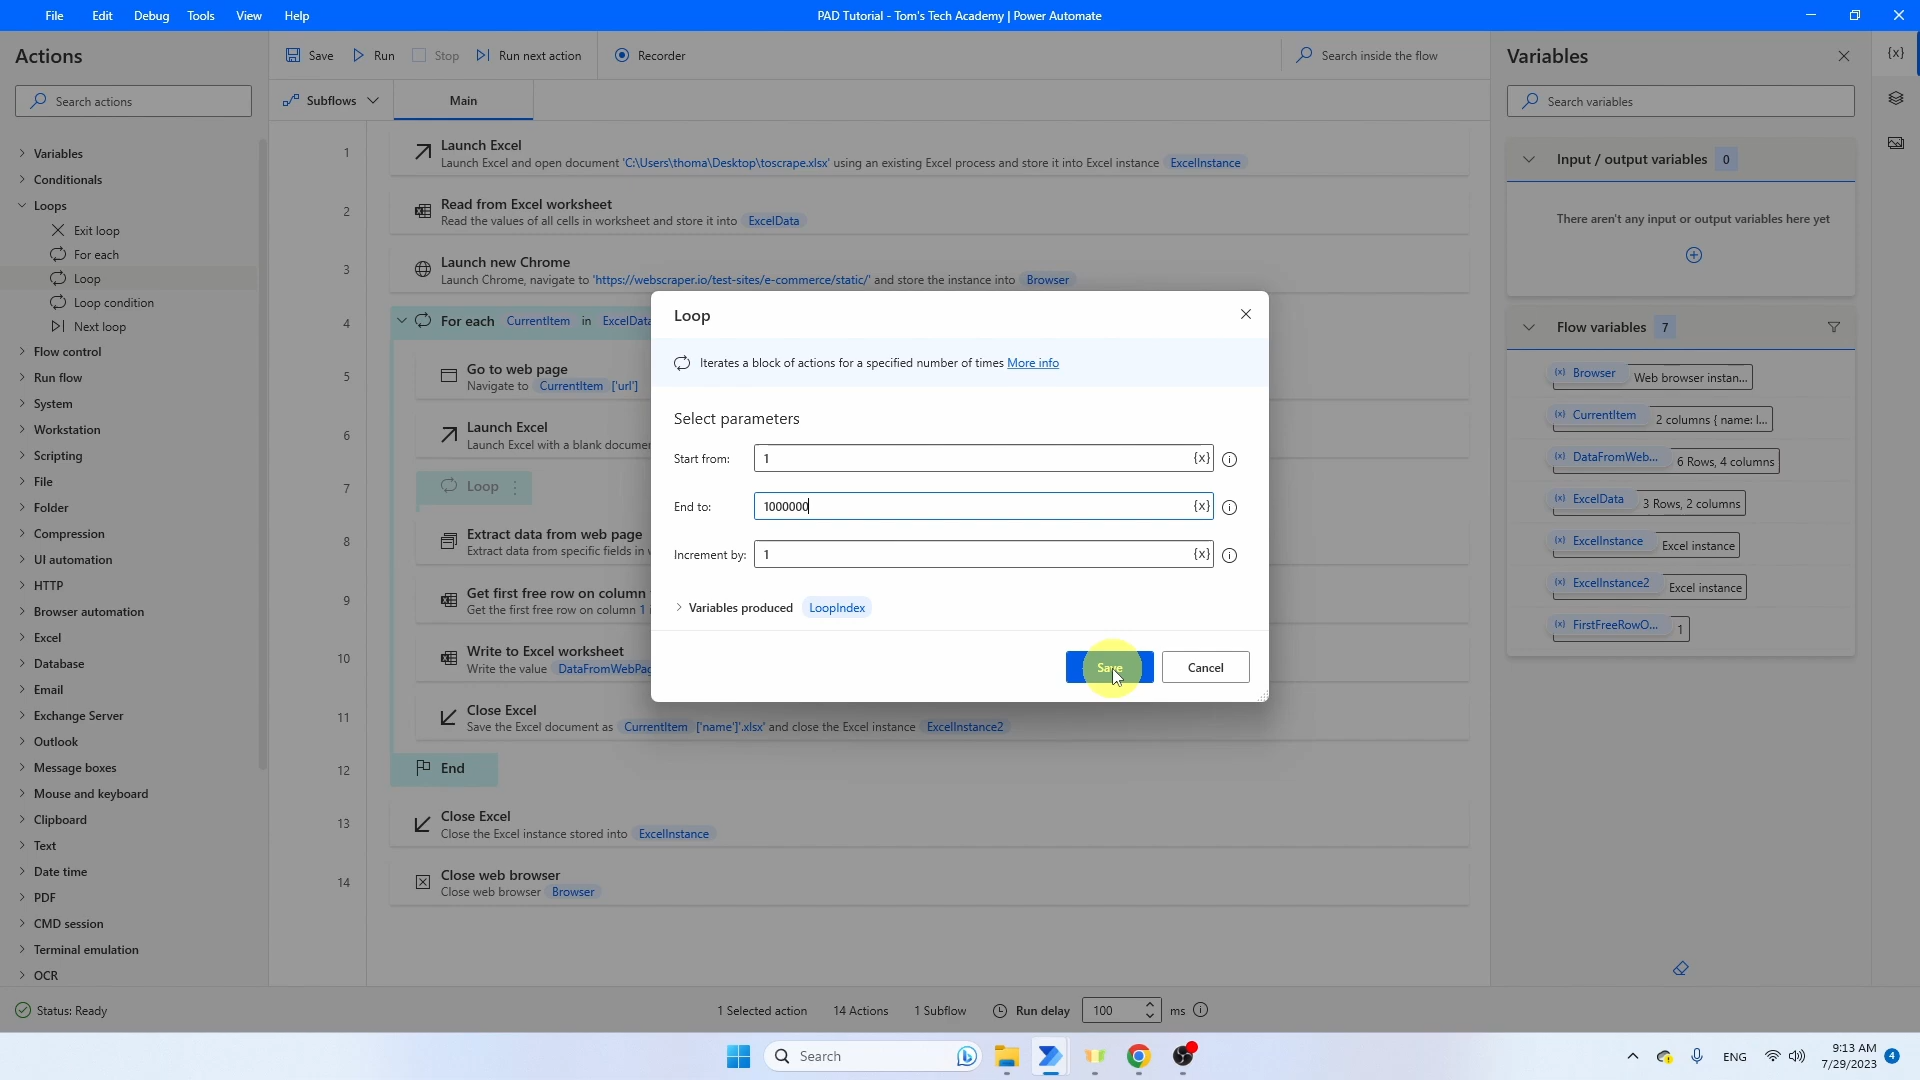 File Edit Debug Tools View Help
PAD Tutorial - Tom's Tech Academy | Power Automate
Actions
Search actions
Variables
Conditionals
Loops
Exit loop
For each
Loop
Loop condition
Next loop
Flow control
Run flow
System
Workstation
Scripting
File
Folder
Compression
UI automation
HTTP
Browser automation
Excel
Database
Email
Exchange Server
Outlook
Message boxes
Mouse and keyboard
Clipboard
Text
Date time
PDF
CMD session
Terminal emulation
OCR
Save Run Stop Run next action Recorder
Search inside the flow
Subflows Main
1 Launch Excel
Launch Excel and open document 'C:\Users\thoma\Desktop\toscrape.xlsx' using an existing Excel process and store it into Excel instance ExcelInstance
2 Read from Excel worksheet
Read the values of all cells in worksheet and store it into ExcelData
3 Launch new Chrome
Launch Chrome, navigate to 'https://webscraper.io/test-sites/e-commerce/static/' and store the instance into Browser
4 For each CurrentItem in ExcelData
5 Go to web page
Navigate to CurrentItem ['url']
6 Launch Excel
Launch Excel with a blank docume
7 Loop
8 Extract data from web page
Extract data from specific fields in
9 Get first free row on column
Get the first free row on column 1
10 Write to Excel worksheet
Write the value DataFromWebPag
11 Close Excel
Save the Excel document as CurrentItem ['name']'.xlsx' and close the Excel instance ExcelInstance2
12 End
13 Close Excel
Close the Excel instance stored into ExcelInstance
14 Close web browser
Close web browser Browser
Loop
Iterates a block of actions for a specified number of times More info
Select parameters
Start from: 1 {x}
End to: 1000000 {x}
Increment by: 1 {x}
Variables produced LoopIndex
Save Cancel
Variables
{x}
Search variables
Input / output variables 0
There aren't any input or output variables here yet
Flow variables 7
(x) Browser Web browser instan...
(x) CurrentItem 2 columns { name: l...
(x) DataFromWeb... 6 Rows, 4 columns
(x) ExcelData 3 Rows, 2 columns
(x) ExcelInstance Excel instance
(x) ExcelInstance2 Excel instance
(x) FirstFreeRowO... 1
Status: Ready
1 Selected action 14 Actions 1 Subflow Run delay 100 ms
Search
ENG
9:13 AM
7/29/2023
4